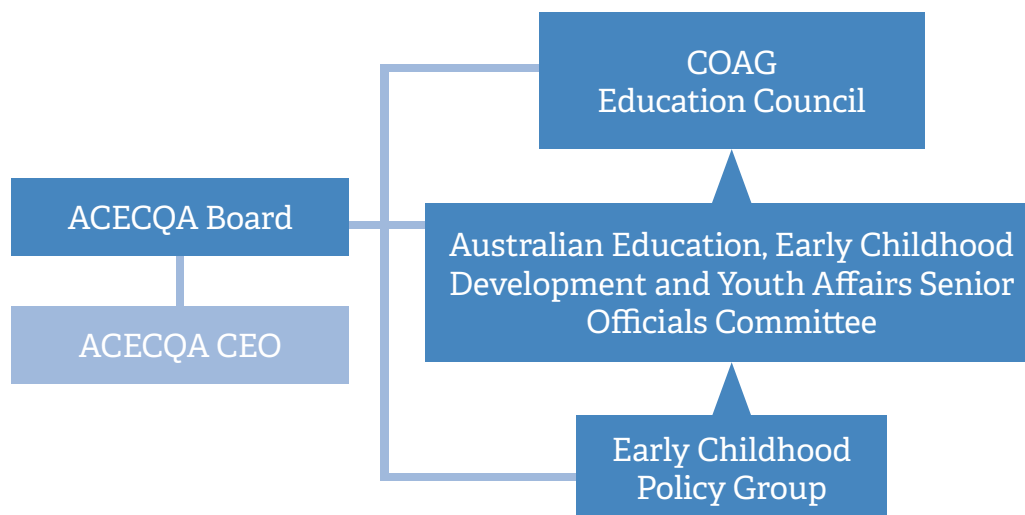 COAG
Education Council
ACECQA Board
Australian Education, Early Childhood
Development and Youth Affairs Senior
Officials Committee
ACECQA CEO
Early Childhood
Policy Group